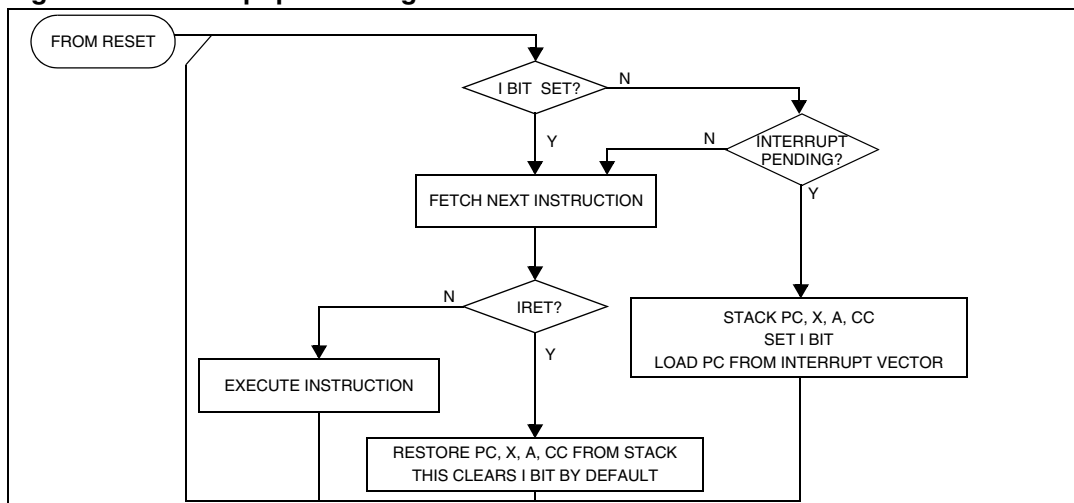 FROM RESET
I BIT SET?
N
Y
INTERRUPT
PENDING?
N
Y
FETCH NEXT INSTRUCTION
IRET?
N
Y
STACK PC, X, A, CC
SET I BIT
LOAD PC FROM INTERRUPT VECTOR
EXECUTE INSTRUCTION
RESTORE PC, X, A, CC FROM STACK
THIS CLEARS I BIT BY DEFAULT